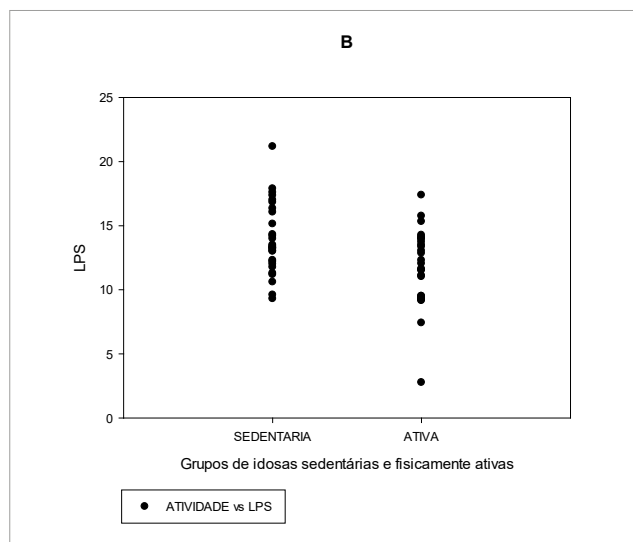 B
25
20
15
10
5
0
LPS
SEDENTARIA
ATIVA
Grupos de idosas sedentárias e fisicamente ativas
ATIVIDADE vs LPS